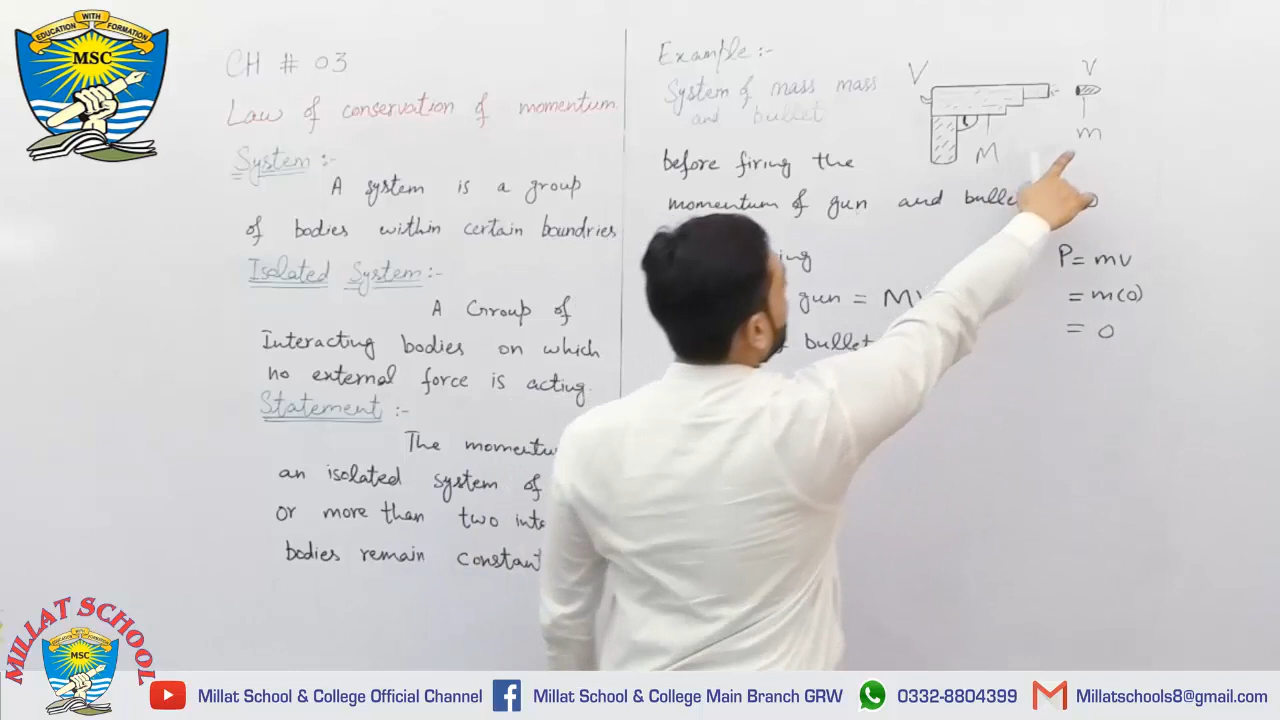 EDUCATION WITH FORMATION
MSC
CH # 03
Law of conservation of momentum
System :-
A system is a group
of bodies within certain boundries
Isolated System :-
A Group of
Interacting bodies on which
no external force is acting.
Statement :-
The momentu
an isolated system of
or more than two inte
bodies remain constant
Example :-
System of mass mass
and bullet
before firing the
momentum of gun and bulle
ing
gun = M
bullet
V
M
V
m
P = mv
= m(0)
= 0
MILLAT SCHOOL
EDUCATION WITH FORMATION
MSC
Millat School & College Official Channel
Millat School & College Main Branch GRW
0332-8804399
Millatschools8@gmail.com